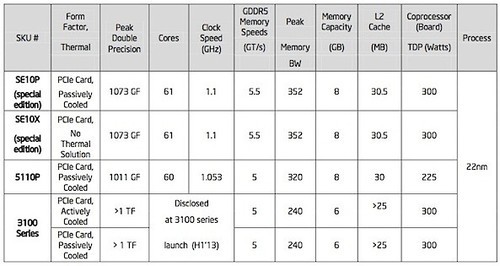 SKU # Form Factor, Thermal Peak Double Precision Cores Clock Speed (GHz) GDDR5 Memory Speeds (GT/s) Peak Memory BW Memory Capacity (GB) L2 Cache (MB) Coprocessor (Board) TDP (Watts) Process
SE10P (special edition) PCIe Card, Passively Cooled 1073 GF 61 1.1 5.5 352 8 30.5 300 22nm
SE10X (special edition) PCIe Card, No Thermal Solution 1073 GF 61 1.1 5.5 352 8 30.5 300
5110P PCIe Card, Passively Cooled 1011 GF 60 1.053 5 320 8 30 225
3100 Series PCIe Card, Actively Cooled >1 TF Disclosed at 3100 series launch (H1'13) 5 240 6 >25 300
PCIe Card, Passively Cooled > 1 TF 5 240 6 >25 300